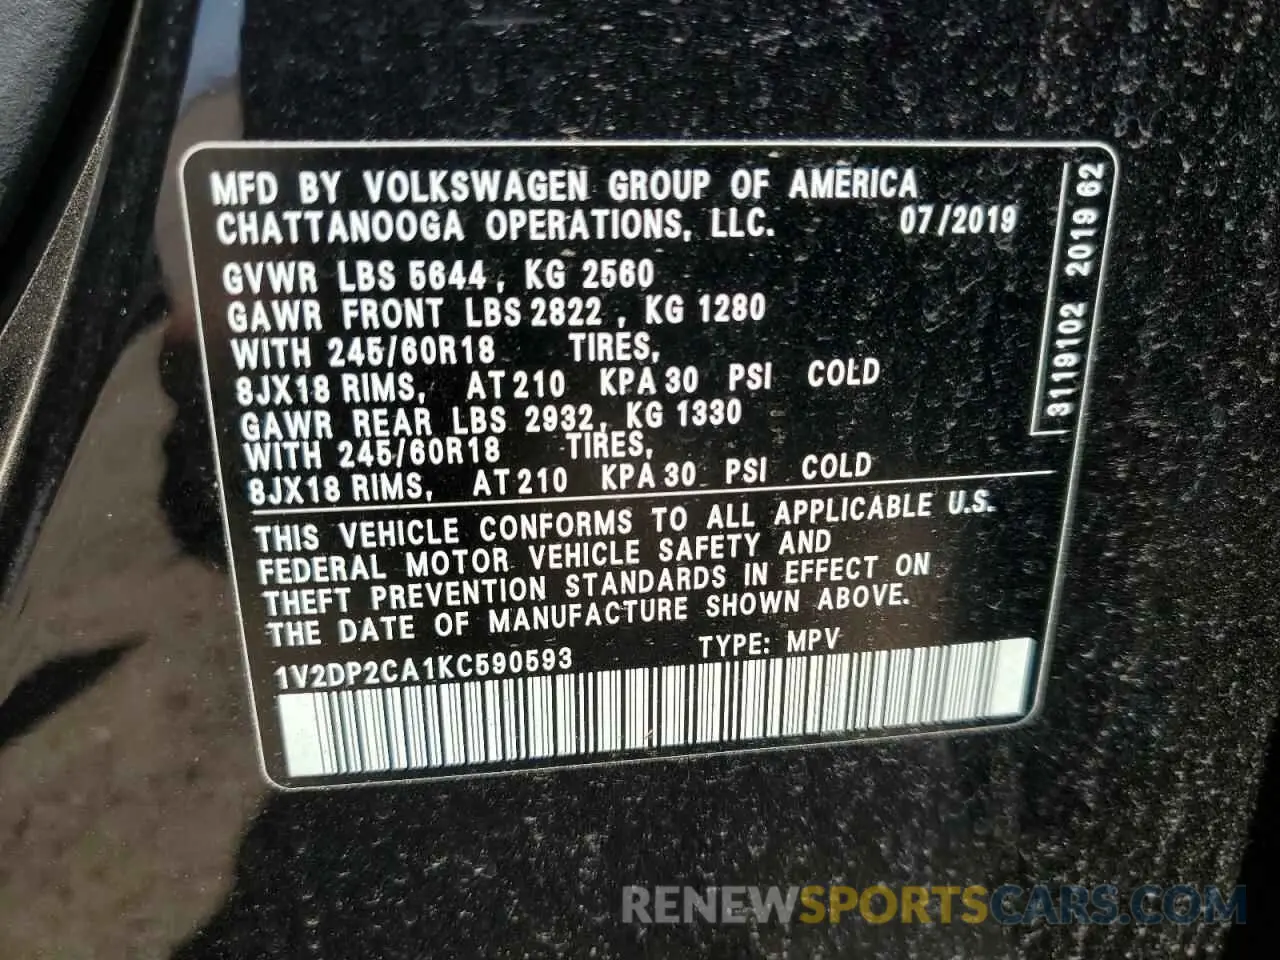 MFD BY VOLKSWAGEN GROUP OF AMERICA
CHATTANOOGA OPERATIONS, LLC. 07/2019
GVWR LBS 5644, KG 2560
GAWR FRONT LBS 2822, KG 1280
WITH 245/60R18 TIRES,
8JX18 RIMS, AT 210 KPA 30 PSI COLD
GAWR REAR LBS 2932, KG 1330
WITH 245/60R18 TIRES,
8JX18 RIMS, AT 210 KPA 30 PSI COLD
THIS VEHICLE CONFORMS TO ALL APPLICABLE U.S.
FEDERAL MOTOR VEHICLE SAFETY AND
THEFT PREVENTION STANDARDS IN EFFECT ON
THE DATE OF MANUFACTURE SHOWN ABOVE.
1V2DP2CA1KC590593 TYPE: MPV
3119102 2019 62
RENEWSPORTSCARS.COM